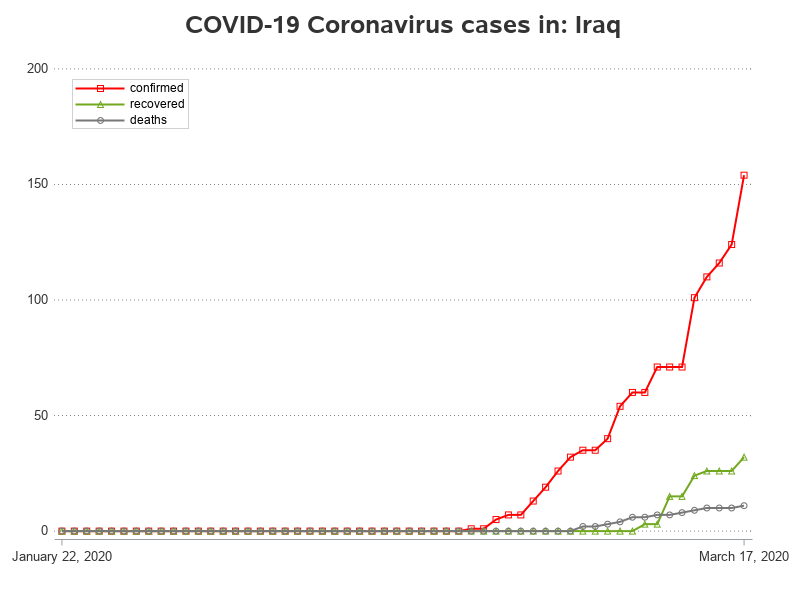 COVID-19 Coronavirus cases in: Iraq
200
confirmed
recovered
deaths
150
100
50
0
January 22, 2020
March 17, 2020